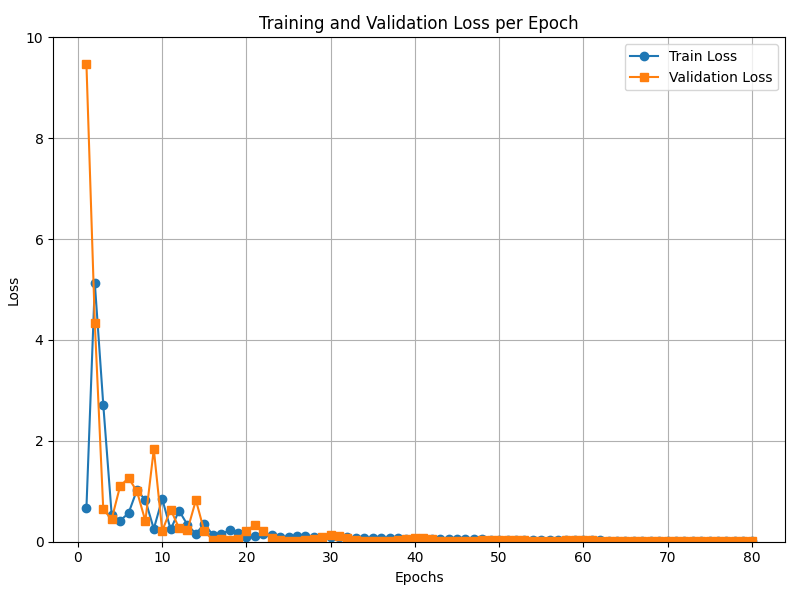 Training and Validation Loss per Epoch
Train Loss
Validation Loss
10
8
6
4
2
0
Loss
0 10 20 30 40 50 60 70 80
Epochs